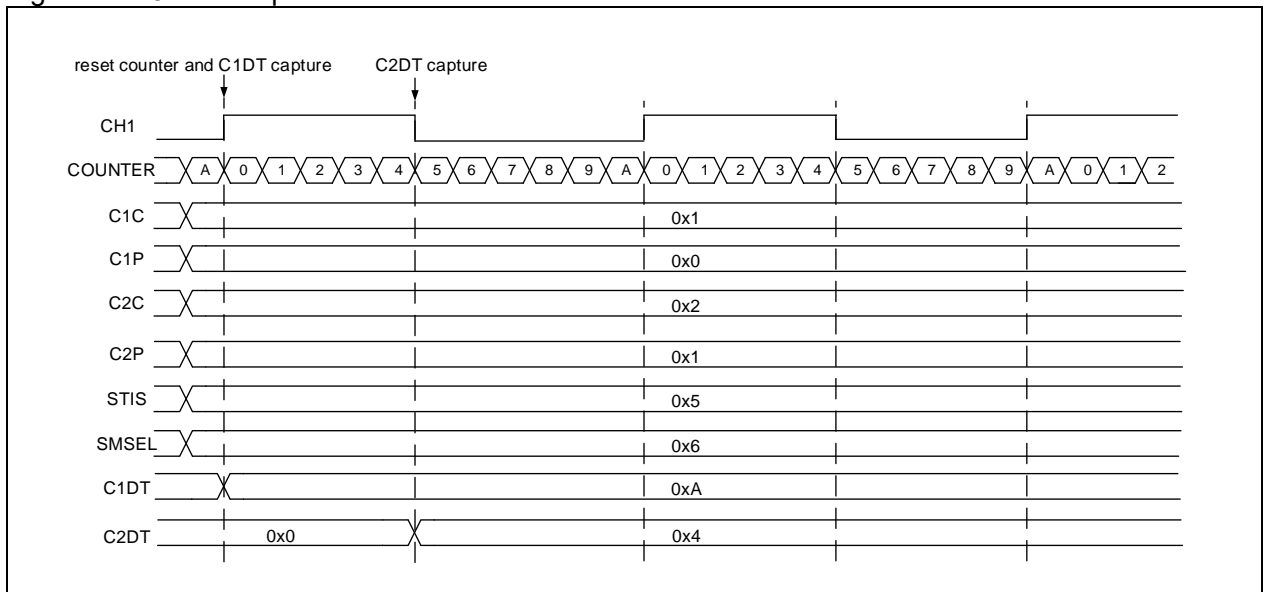 reset counter and C1DT capture C2DT capture
CH1
COUNTER A 0 1 2 3 4 5 6 7 8 9 A 0 1 2 3 4 5 6 7 8 9 A 0 1 2
C1C 0x1
C1P 0x0
C2C 0x2
C2P 0x1
STIS 0x5
SMSEL 0x6
C1DT 0xA
C2DT 0x0 0x4